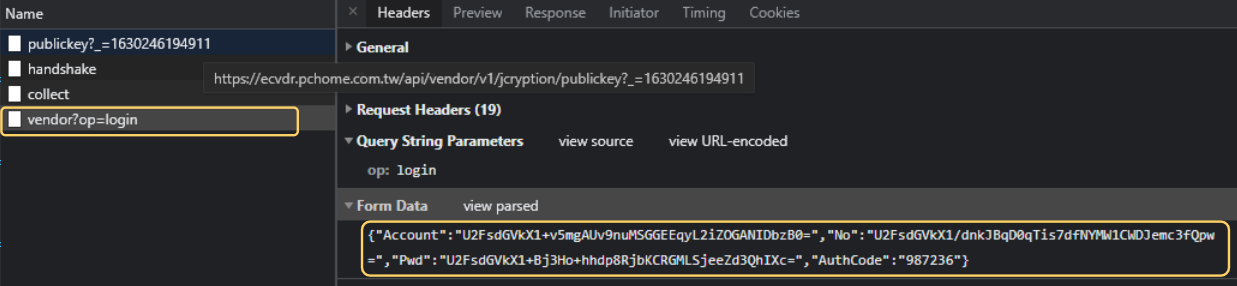 Name
× Headers Preview Response Initiator Timing Cookies
publickey?_=1630246194911
General
handshake
https://ecvdr.pchome.com.tw/api/vendor/v1/jcryption/publickey?_=1630246194911
collect
Request Headers (19)
vendor?op=login
Query String Parameters view source view URL-encoded
op: login
Form Data view parsed
{"Account":"U2FsdGVkX1+v5mgAUv9nuMSGGEEqyL2iZOGANIDbzB0=","No":"U2FsdGVkX1/dnkJBqD0qTis7dfNYMW1CWDJemc3fQpw
=","Pwd":"U2FsdGVkX1+Bj3Ho+hhdp8RjbKCRGMLSjeeZd3QhIXc=","AuthCode":"987236"}